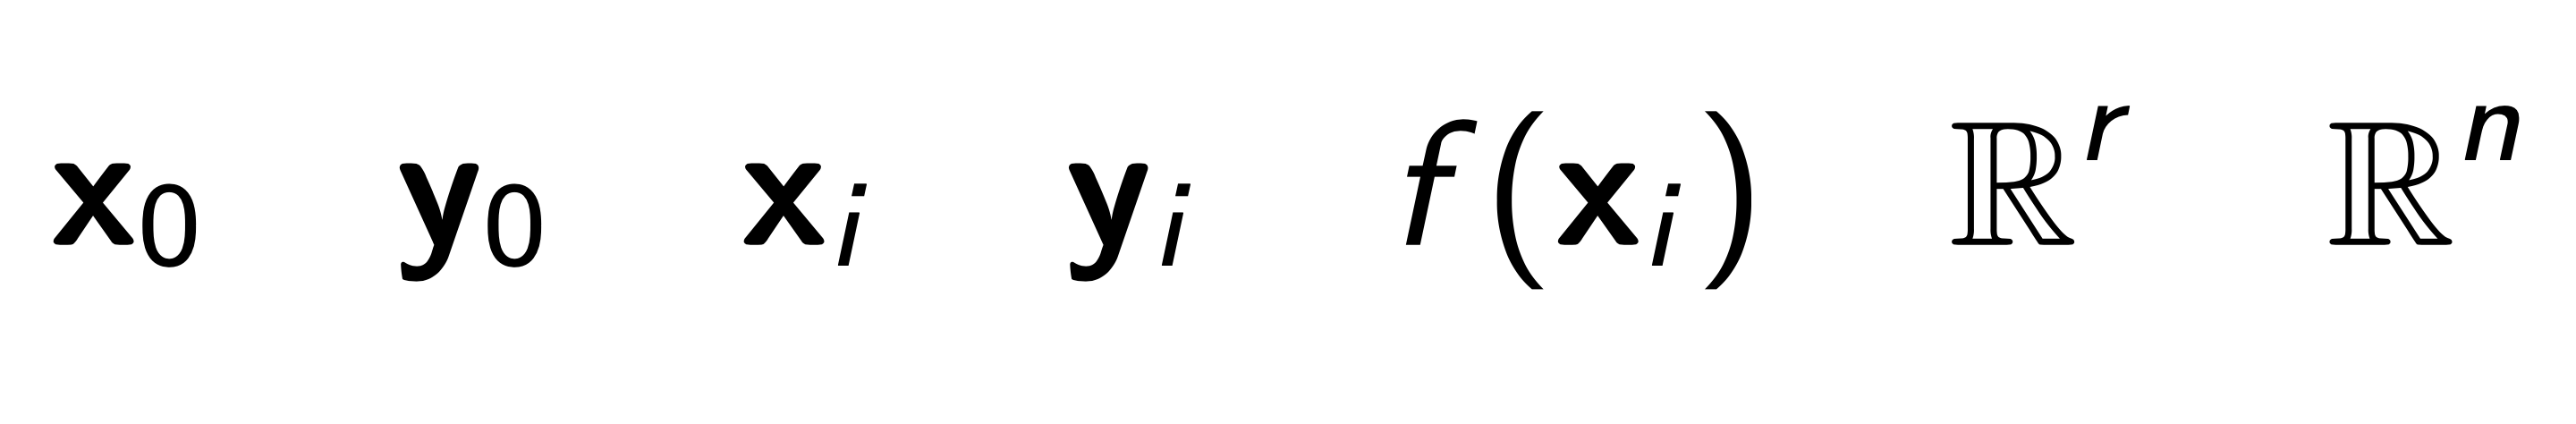 𝐱₀ 𝐲₀ 𝐱ᵢ 𝐲ᵢ f(𝐱ᵢ) ℝʳ ℝⁿ